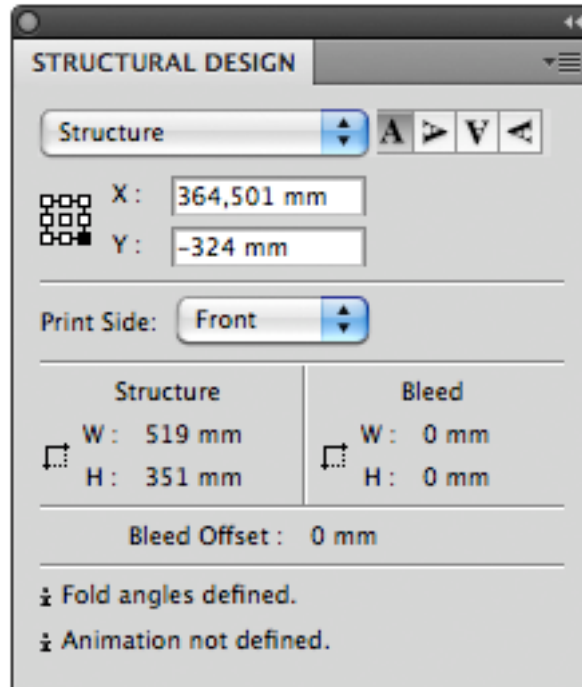 STRUCTURAL DESIGN
Structure A A A A
X : 364,501 mm
Y : -324 mm
Print Side: Front
Structure Bleed
W : 519 mm W : 0 mm
H : 351 mm H : 0 mm
Bleed Offset : 0 mm
i Fold angles defined.
i Animation not defined.